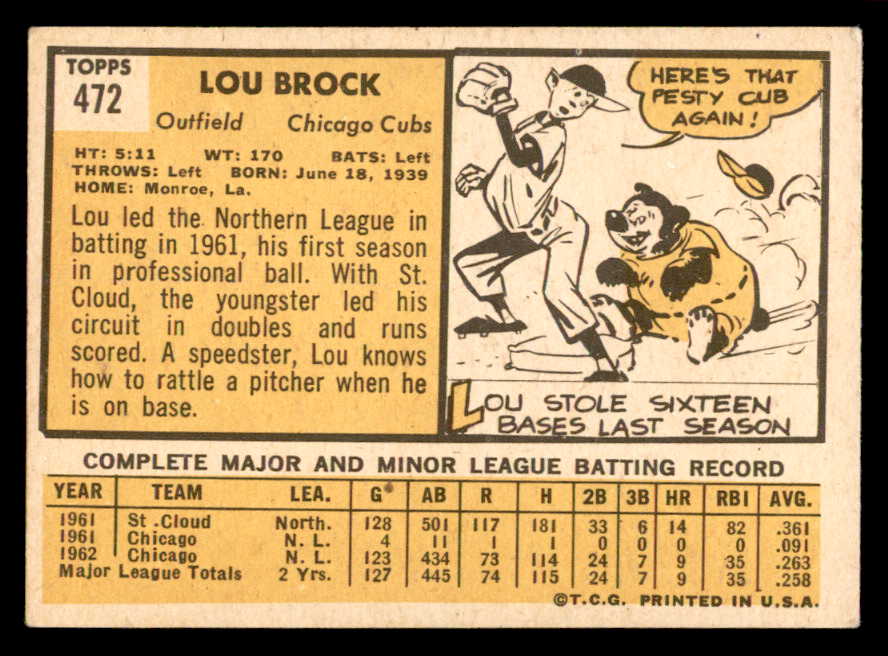 TOPPS
472
LOU BROCK
Outfield Chicago Cubs
HT: 5:11 WT: 170 BATS: Left
THROWS: Left BORN: June 18, 1939
HOME: Monroe, La.
Lou led the Northern League in
batting in 1961, his first season
in professional ball. With St.
Cloud, the youngster led his
circuit in doubles and runs
scored. A speedster, Lou knows
how to rattle a pitcher when he
is on base.
HERE'S THAT
PESTY CUB
AGAIN!
LOU STOLE SIXTEEN
BASES LAST SEASON
COMPLETE MAJOR AND MINOR LEAGUE BATTING RECORD
YEAR TEAM LEA. G AB R H 2B 3B HR RBI AVG.
1961 St. Cloud North. 128 501 117 181 33 6 14 82 .361
1961 Chicago N. L. 4 11 1 1 0 0 0 0 .091
1962 Chicago N. L. 123 434 73 114 24 7 9 35 .263
Major League Totals 2 Yrs. 127 445 74 115 24 7 9 35 .258
©T.C.G. PRINTED IN U.S.A.